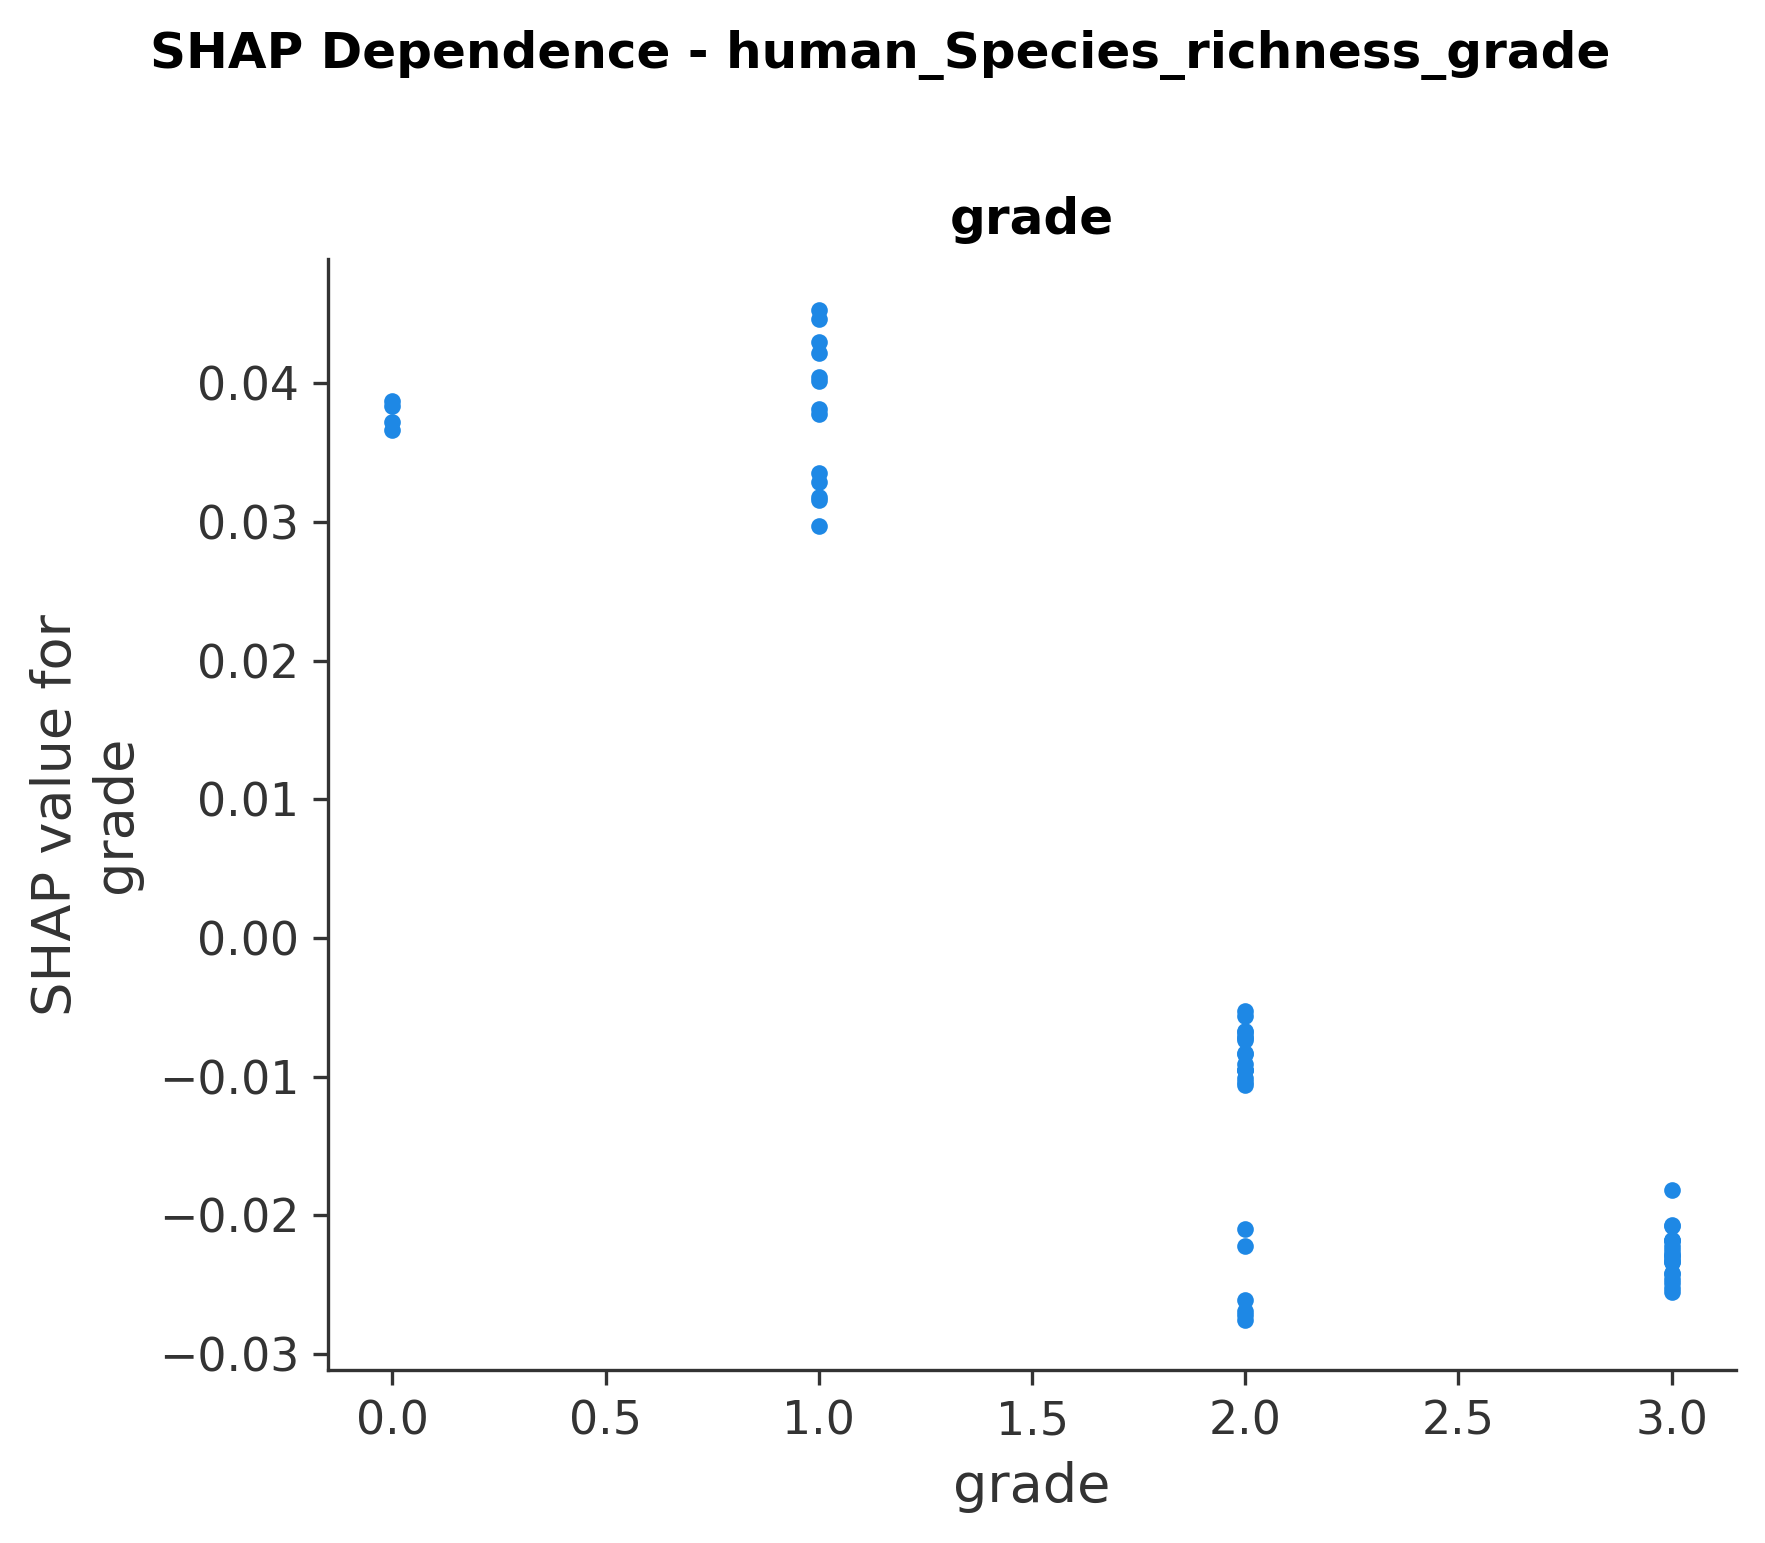 SHAP Dependence - human_Species_richness_grade
grade
SHAP value for
grade
0.04
0.03
0.02
0.01
0.00
−0.01
−0.02
−0.03
0.0 0.5 1.0 1.5 2.0 2.5 3.0
grade